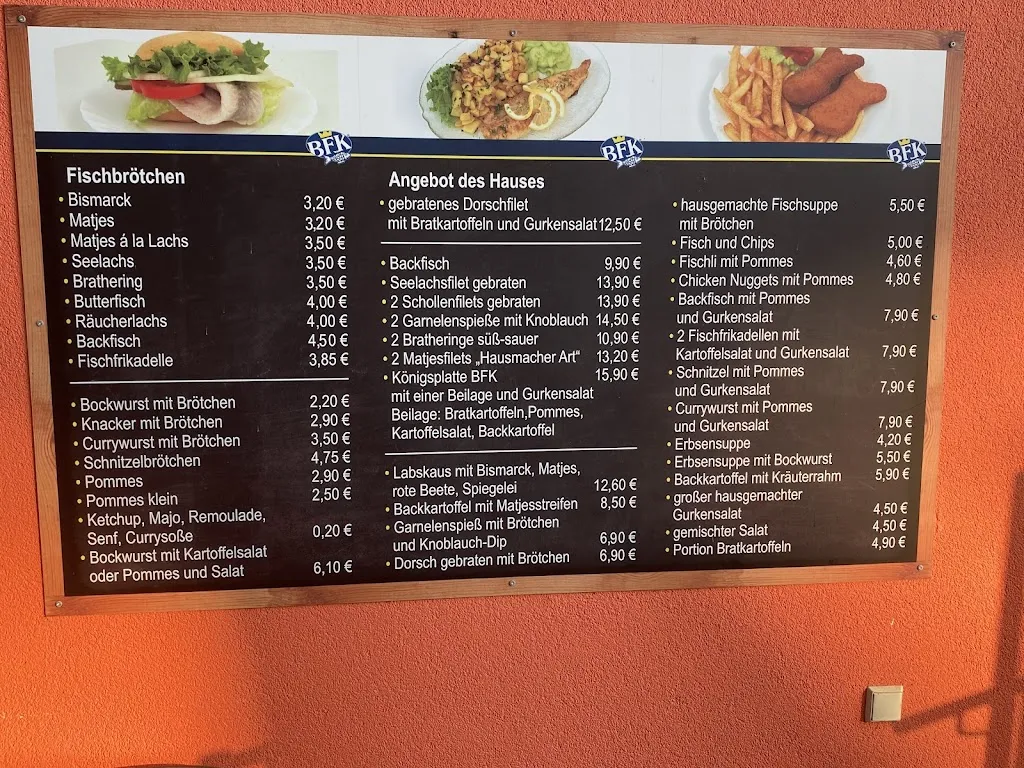 BFK
BFK
BFK
Fischbrötchen
• Bismarck 3,20 €
• Matjes 3,20 €
• Matjes á la Lachs 3,50 €
• Seelachs 3,50 €
• Brathering 3,50 €
• Butterfisch 4,00 €
• Räucherlachs 4,00 €
• Backfisch 4,50 €
• Fischfrikadelle 3,85 €
• Bockwurst mit Brötchen 2,20 €
• Knacker mit Brötchen 2,90 €
• Currywurst mit Brötchen 3,50 €
• Schnitzelbrötchen 4,75 €
• Pommes 2,90 €
• Pommes klein 2,50 €
• Ketchup, Majo, Remoulade,
Senf, Currysoße 0,20 €
• Bockwurst mit Kartoffelsalat
oder Pommes und Salat 6,10 €
Angebot des Hauses
• gebratenes Dorschfilet
mit Bratkartoffeln und Gurkensalat 12,50 €
• Backfisch 9,90 €
• Seelachsfilet gebraten 13,90 €
• 2 Schollenfilets gebraten 13,90 €
• 2 Garnelenspieße mit Knoblauch 14,50 €
• 2 Bratheringe süß-sauer 10,90 €
• 2 Matjesfilets „Hausmacher Art“ 13,20 €
• Königsplatte BFK 15,90 €
mit einer Beilage und Gurkensalat
Beilage: Bratkartoffeln,Pommes,
Kartoffelsalat, Backkartoffel
• Labskaus mit Bismarck, Matjes,
rote Beete, Spiegelei 12,60 €
• Backkartoffel mit Matjesstreifen 8,50 €
• Garnelenspieß mit Brötchen
und Knoblauch-Dip 6,90 €
• Dorsch gebraten mit Brötchen 6,90 €
• hausgemachte Fischsuppe 5,50 €
mit Brötchen
• Fisch und Chips 5,00 €
• Fischli mit Pommes 4,60 €
• Chicken Nuggets mit Pommes 4,80 €
• Backfisch mit Pommes
und Gurkensalat 7,90 €
• 2 Fischfrikadellen mit
Kartoffelsalat und Gurkensalat 7,90 €
• Schnitzel mit Pommes
und Gurkensalat 7,90 €
• Currywurst mit Pommes
und Gurkensalat 7,90 €
• Erbsensuppe 4,20 €
• Erbsensuppe mit Bockwurst 5,50 €
• Backkartoffel mit Kräuterrahm 5,90 €
• großer hausgemachter
Gurkensalat 4,50 €
• gemischter Salat 4,50 €
• Portion Bratkartoffeln 4,90 €